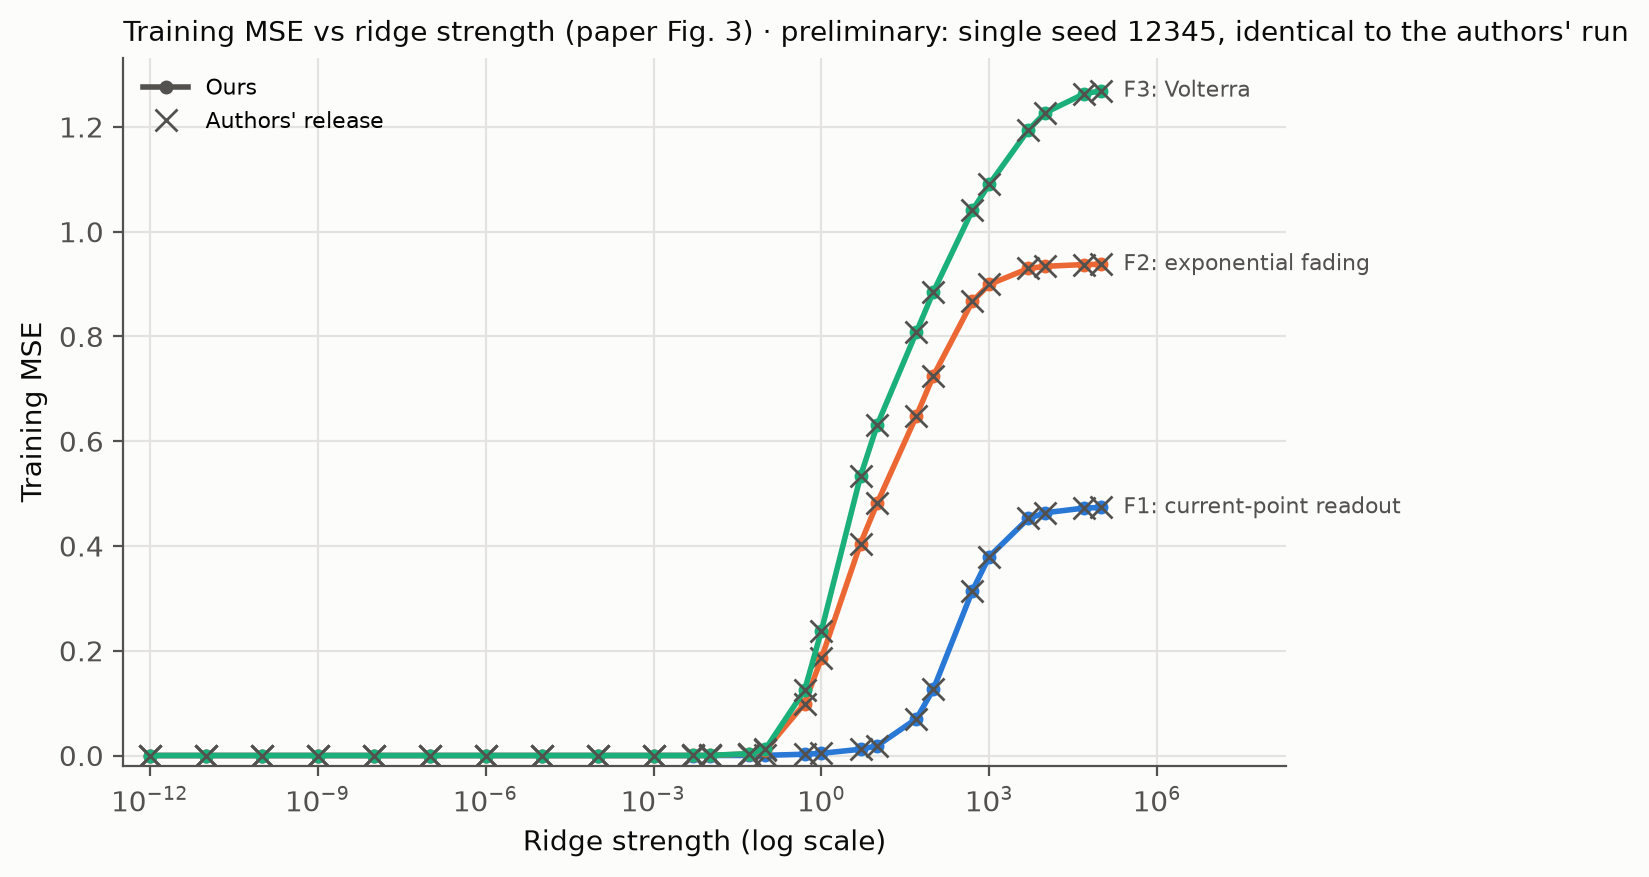 Training MSE vs ridge strength (paper Fig. 3) · preliminary: single seed 12345, identical to the authors' run
Ours
Authors' release
F3: Volterra
F2: exponential fading
F1: current-point readout
Training MSE
1.2
1.0
0.8
0.6
0.4
0.2
0.0
10⁻¹² 10⁻⁹ 10⁻⁶ 10⁻³ 10⁰ 10³ 10⁶
Ridge strength (log scale)